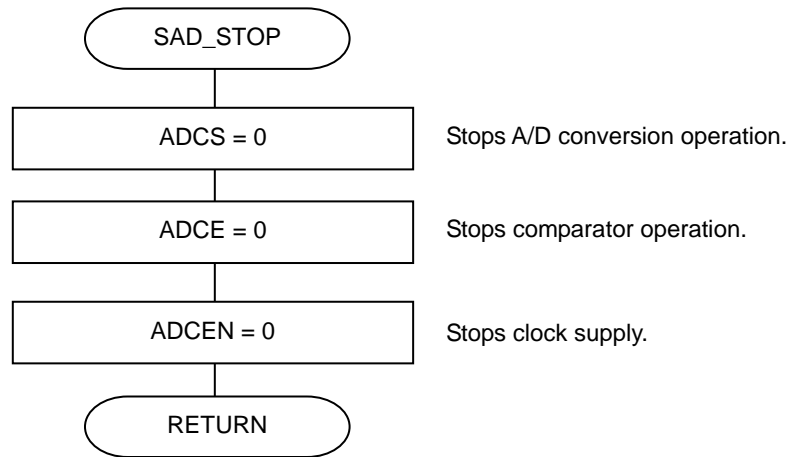 SAD_STOP
ADCS = 0
Stops A/D conversion operation.
ADCE = 0
Stops comparator operation.
ADCEN = 0
Stops clock supply.
RETURN